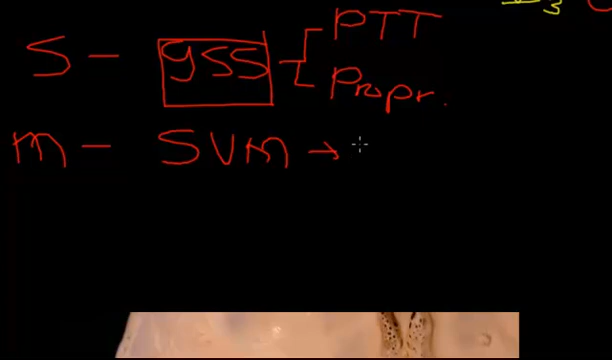 PTT
S - GSS
Propr.
M - SVM →